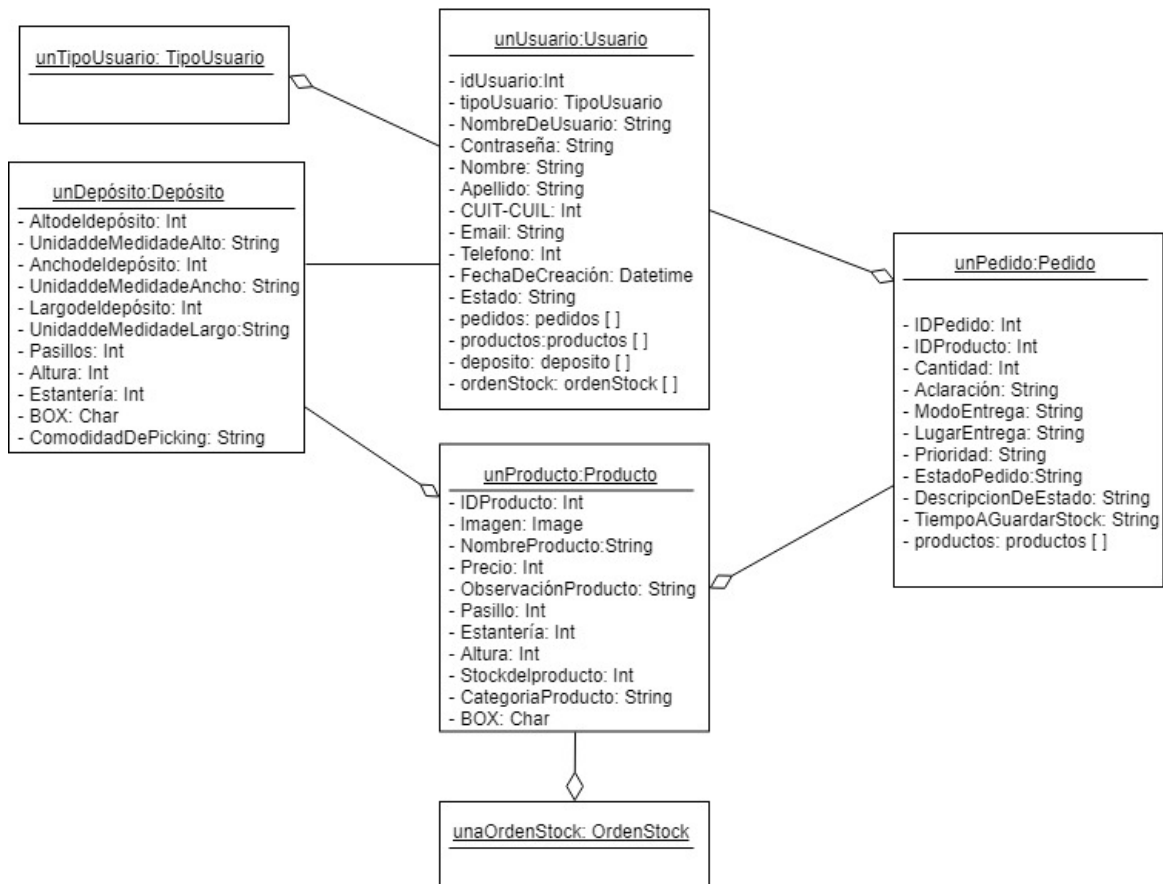 unTipoUsuario: TipoUsuario
unUsuario:Usuario
- idUsuario:Int
- tipoUsuario: TipoUsuario
- NombreDeUsuario: String
- Contraseña: String
- Nombre: String
- Apellido: String
- CUIT-CUIL: Int
- Email: String
- Telefono: Int
- FechaDeCreación: Datetime
- Estado: String
- pedidos: pedidos [ ]
- productos:productos [ ]
- deposito: deposito [ ]
- ordenStock: ordenStock [ ]
unDepósito:Depósito
- Altodeldepósito: Int
- UnidaddeMedidadeAlto: String
- Anchodeldepósito: Int
- UnidaddeMedidadeAncho: String
- Largodeldepósito: Int
- UnidaddeMedidadeLargo:String
- Pasillos: Int
- Altura: Int
- Estantería: Int
- BOX: Char
- ComodidadDePicking: String
unPedido:Pedido
- IDPedido: Int
- IDProducto: Int
- Cantidad: Int
- Aclaración: String
- ModoEntrega: String
- LugarEntrega: String
- Prioridad: String
- EstadoPedido:String
- DescripcionDeEstado: String
- TiempoAGuardarStock: String
- productos: productos [ ]
unProducto:Producto
- IDProducto: Int
- Imagen: Image
- NombreProducto:String
- Precio: Int
- ObservaciónProducto: String
- Pasillo: Int
- Estantería: Int
- Altura: Int
- Stockdelproducto: Int
- CategoriaProducto: String
- BOX: Char
unaOrdenStock: OrdenStock